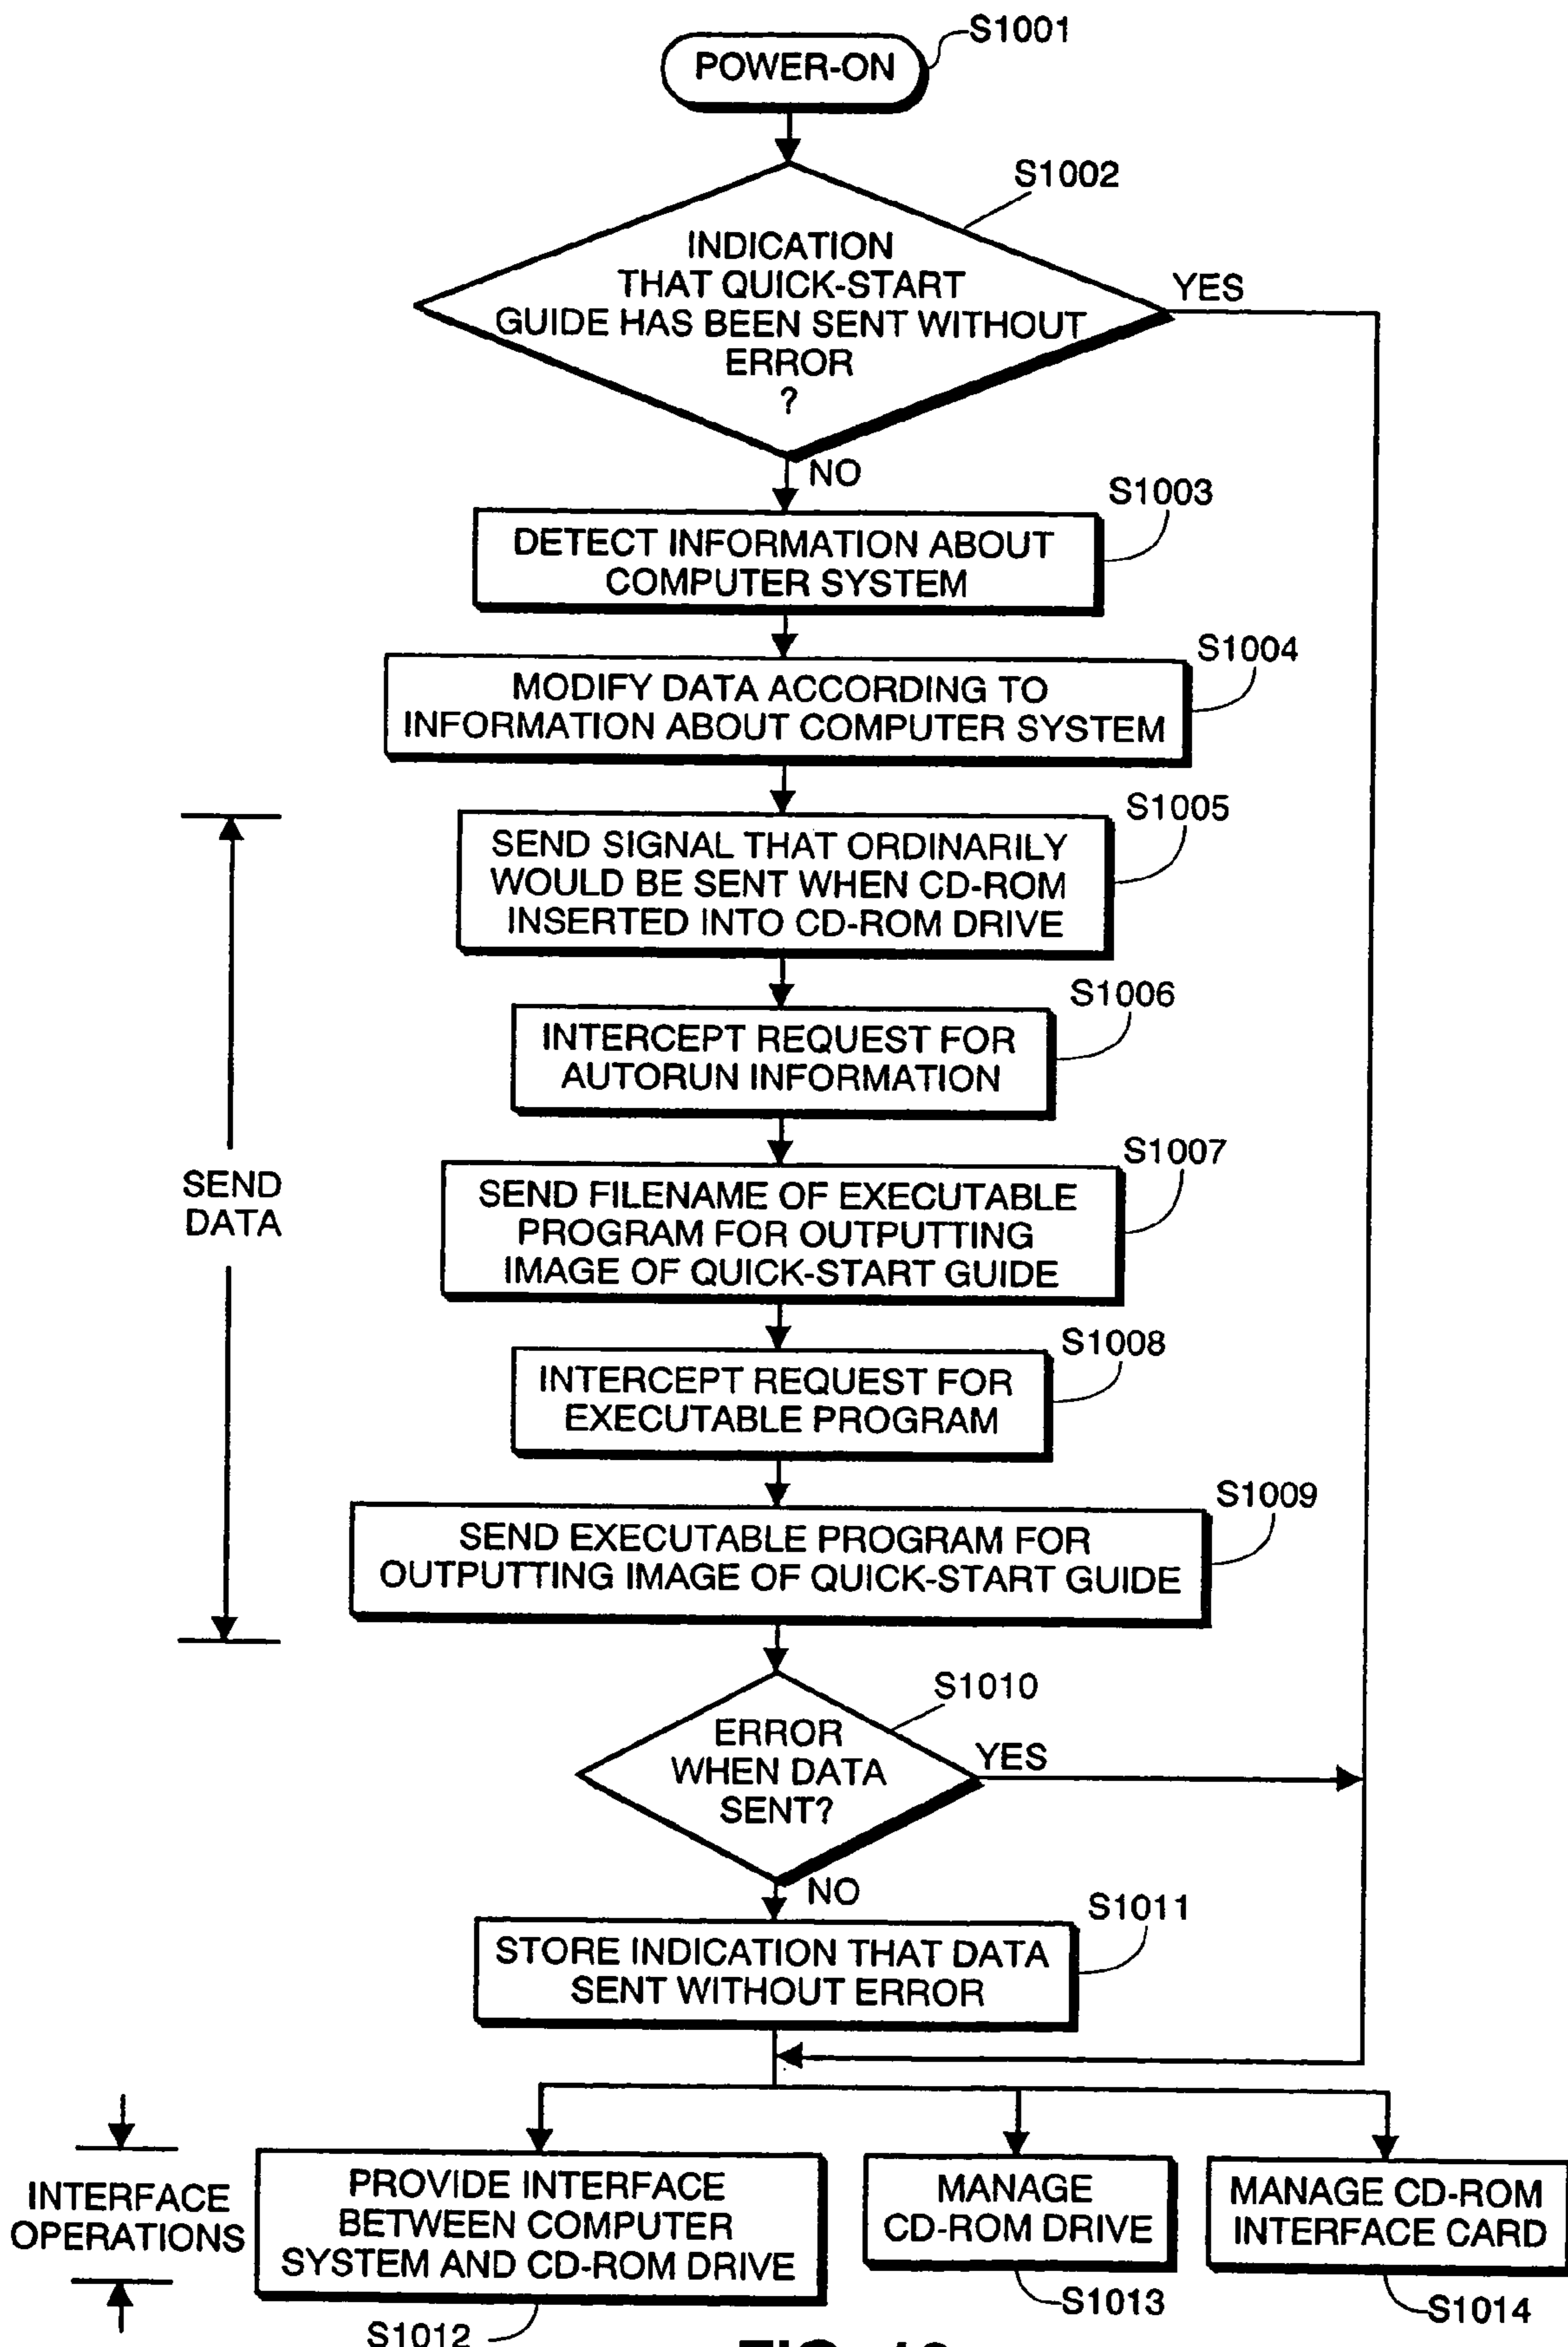 S1001
POWER-ON
S1002
INDICATION
THAT QUICK-START
GUIDE HAS BEEN SENT WITHOUT
ERROR
?
YES
NO
S1003
DETECT INFORMATION ABOUT
COMPUTER SYSTEM
S1004
MODIFY DATA ACCORDING TO
INFORMATION ABOUT COMPUTER SYSTEM
S1005
SEND SIGNAL THAT ORDINARILY
WOULD BE SENT WHEN CD-ROM
INSERTED INTO CD-ROM DRIVE
S1006
INTERCEPT REQUEST FOR
AUTORUN INFORMATION
SEND
DATA
S1007
SEND FILENAME OF EXECUTABLE
PROGRAM FOR OUTPUTTING
IMAGE OF QUICK-START GUIDE
S1008
INTERCEPT REQUEST FOR
EXECUTABLE PROGRAM
S1009
SEND EXECUTABLE PROGRAM FOR
OUTPUTTING IMAGE OF QUICK-START GUIDE
S1010
ERROR
WHEN DATA
SENT?
YES
NO
S1011
STORE INDICATION THAT DATA
SENT WITHOUT ERROR
INTERFACE
OPERATIONS
PROVIDE INTERFACE
BETWEEN COMPUTER
SYSTEM AND CD-ROM DRIVE
S1012
MANAGE
CD-ROM DRIVE
S1013
MANAGE CD-ROM
INTERFACE CARD
S1014